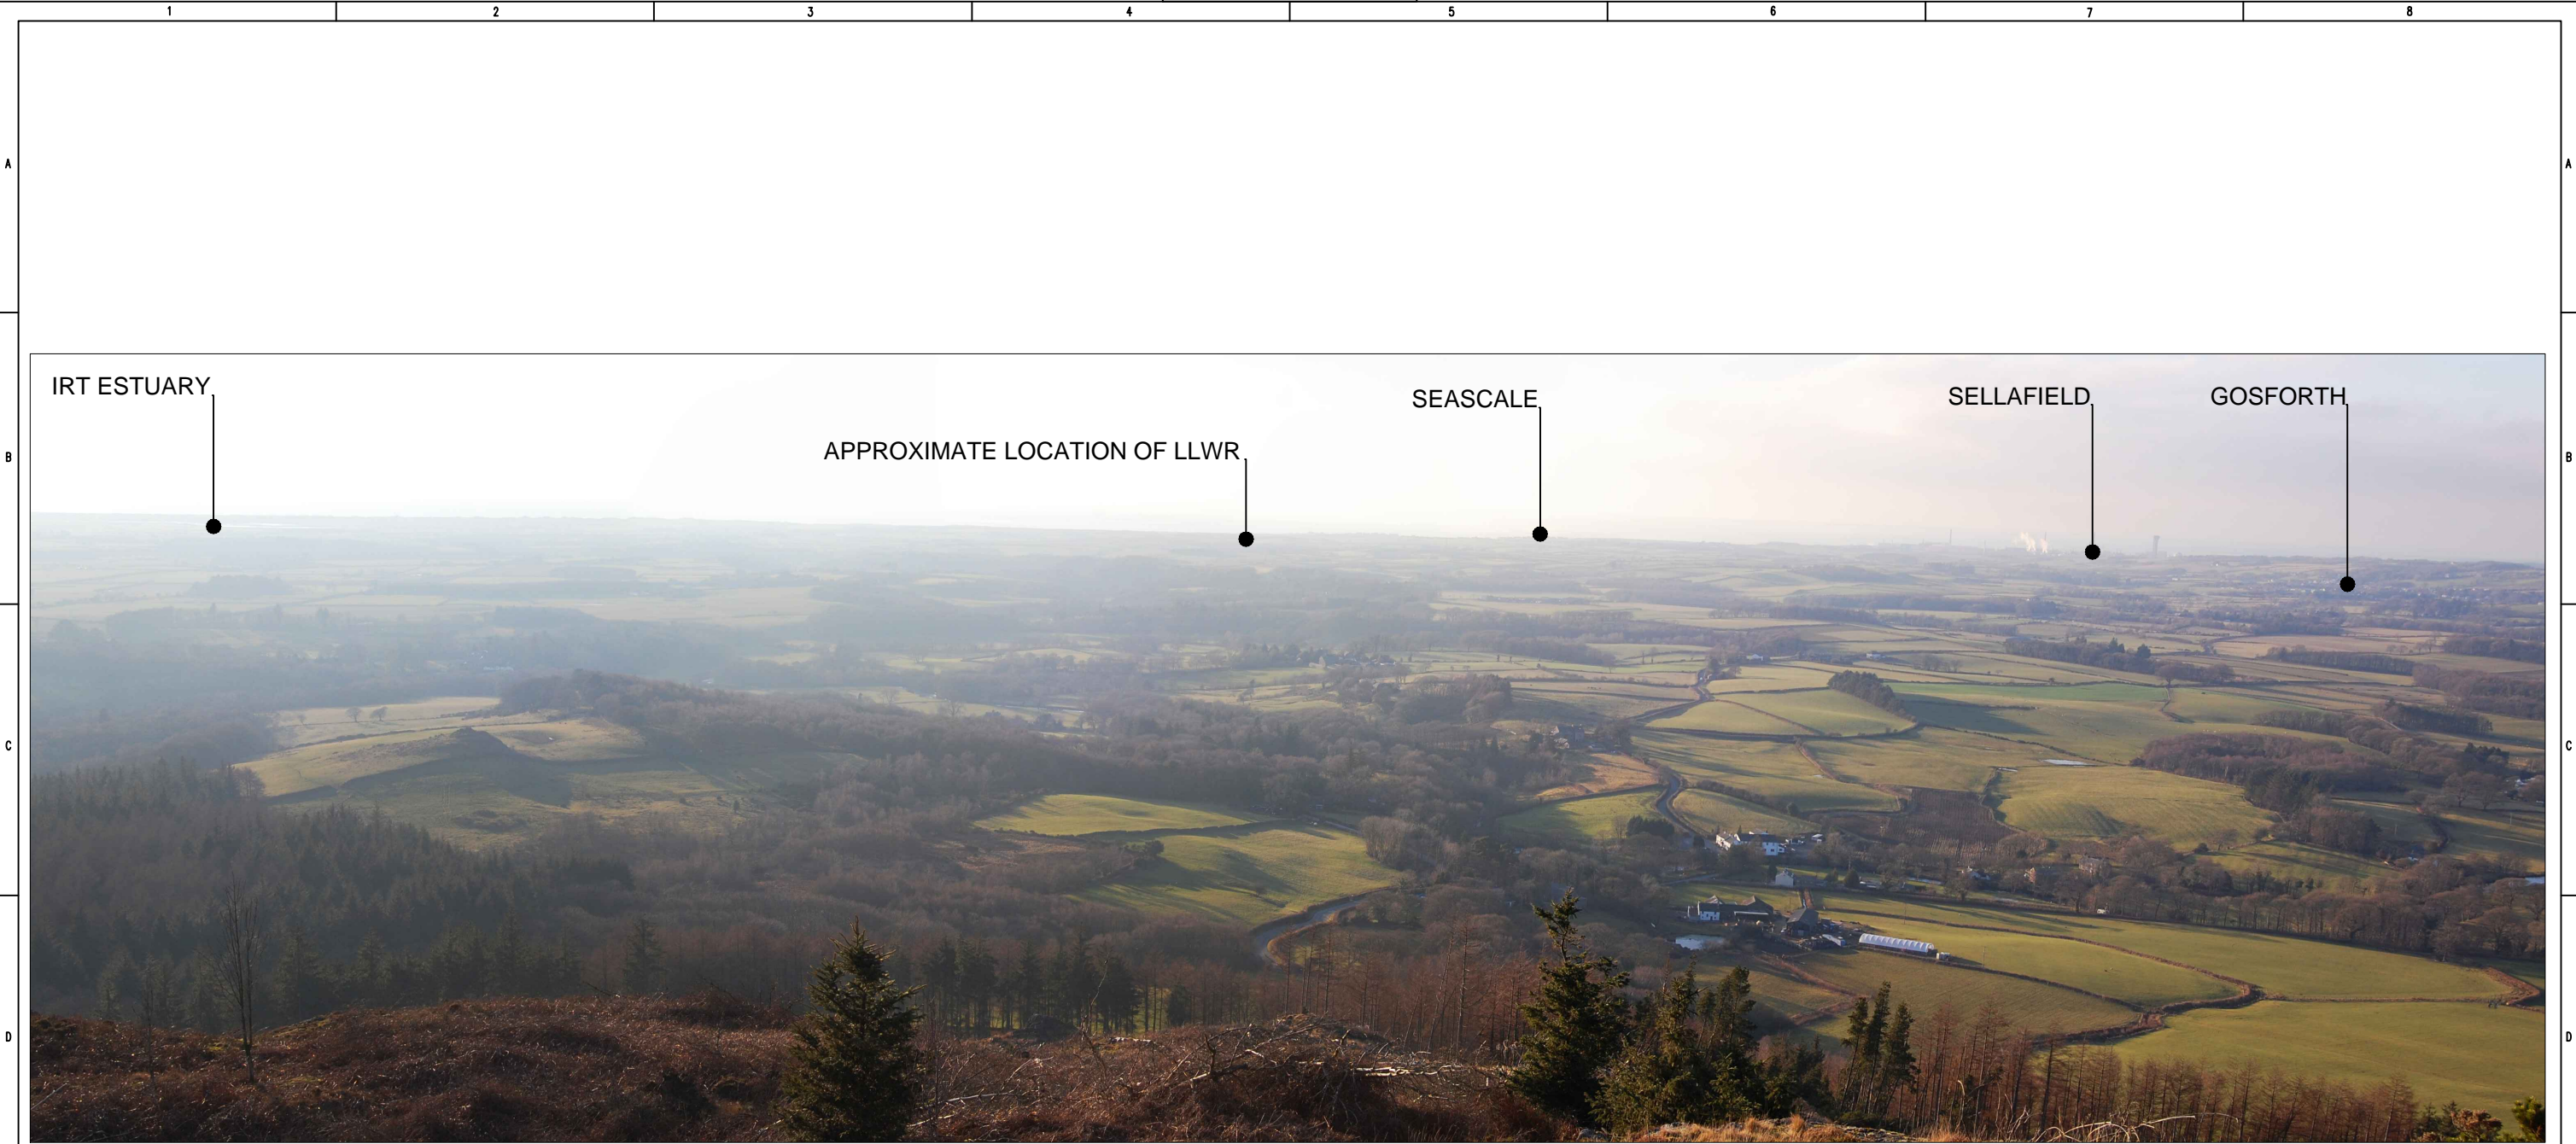 1 2 3 4 5 6 7 8
A A
IRT ESTUARY
SEASCALE
SELLAFIELD
GOSFORTH
APPROXIMATE LOCATION OF LLWR
B B
C C
D D